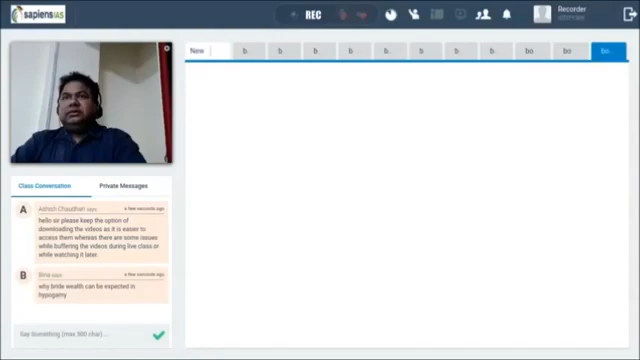 sapiensIAS
REC
Recorder
New
b
b
b
b
b..
b
b
b
b
bo
bo
bo..
Class Conversation
Private Messages
A
says
a few seconds ago
hello sir please keep the option of
downloading the videos as it is easier to
access them whereas there are some issues
while buffering the videos during live class or
while watching it later.
B
Bina says
a few seconds ago
why bride wealth can be expected in
hypogamy
Say Something (max 500 char)...